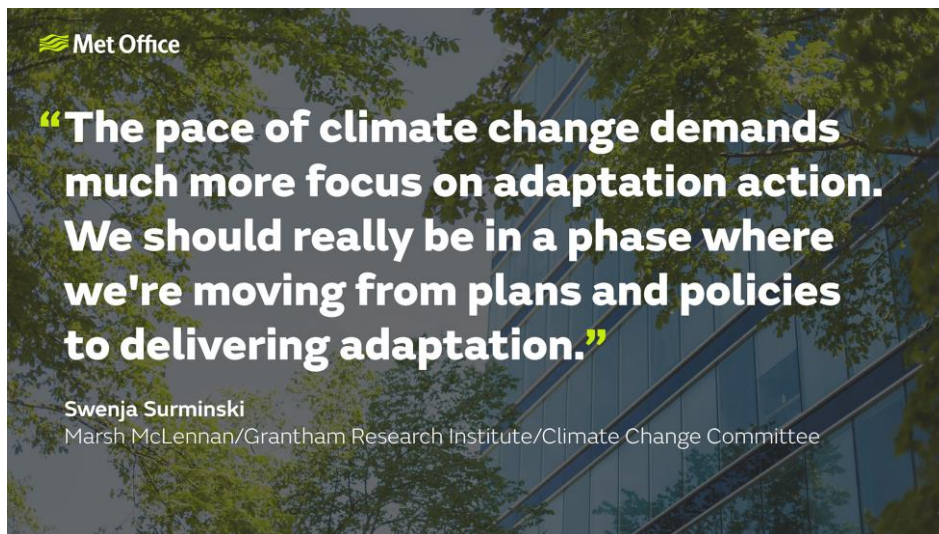 Met Office
“The pace of climate change demands
much more focus on adaptation action.
We should really be in a phase where
we're moving from plans and policies
to delivering adaptation.”
Swenja Surminski
Marsh McLennan/Grantham Research Institute/Climate Change Committee